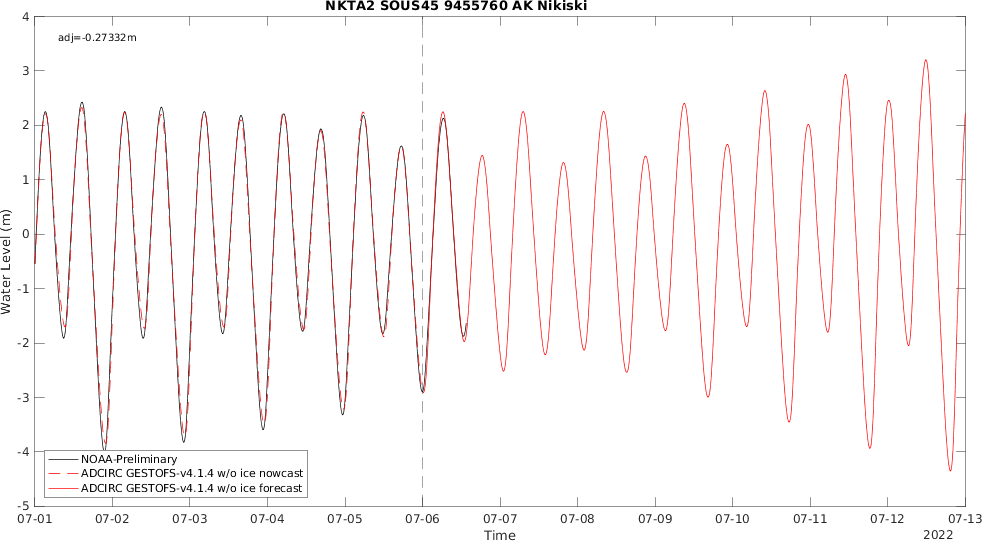 NKTA2 SOUS45 9455760 AK Nikiski
adj=-0.27332m
Water Level (m)
4
3
2
1
0
-1
-2
-3
-4
-5
NOAA-Preliminary
ADCIRC GESTOFS-v4.1.4 w/o ice nowcast
ADCIRC GESTOFS-v4.1.4 w/o ice forecast
07-01 07-02 07-03 07-04 07-05 07-06 07-07 07-08 07-09 07-10 07-11 07-12 07-13
Time
2022